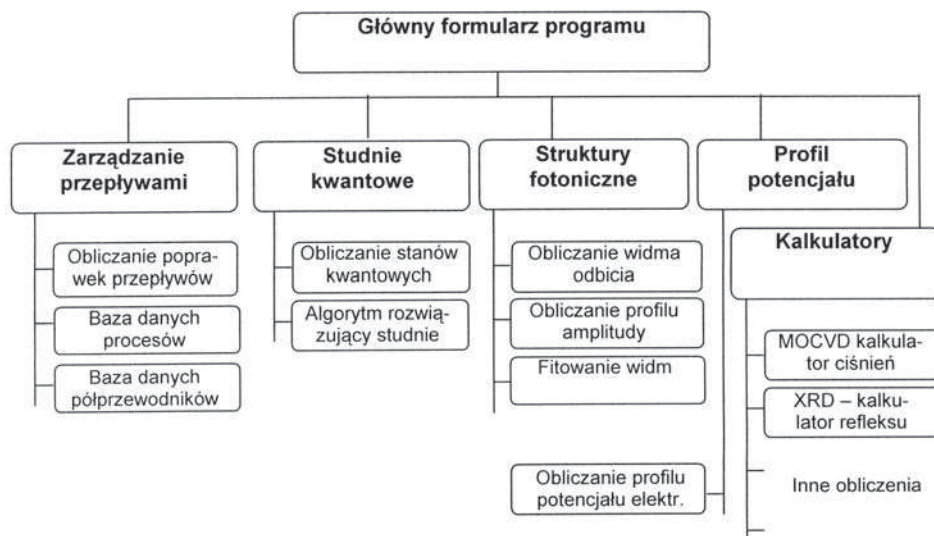 Główny formularz programu
Zarządzanie
przepływami
Obliczanie popra-
wek przepływów
Baza danych
procesów
Baza danych
półprzewodników
Studnie
kwantowe
Obliczanie stanów
kwantowych
Algorytm rozwią-
zujący studnie
Struktury
fotoniczne
Obliczanie widma
odbicia
Obliczanie profilu
amplitudy
Fitowanie widm
Profil
potencjału
Obliczanie profilu
potencjału elektr.
Kalkulatory
MOCVD kalkula-
tor ciśnień
XRD – kalku-
lator refleksu
Inne obliczenia